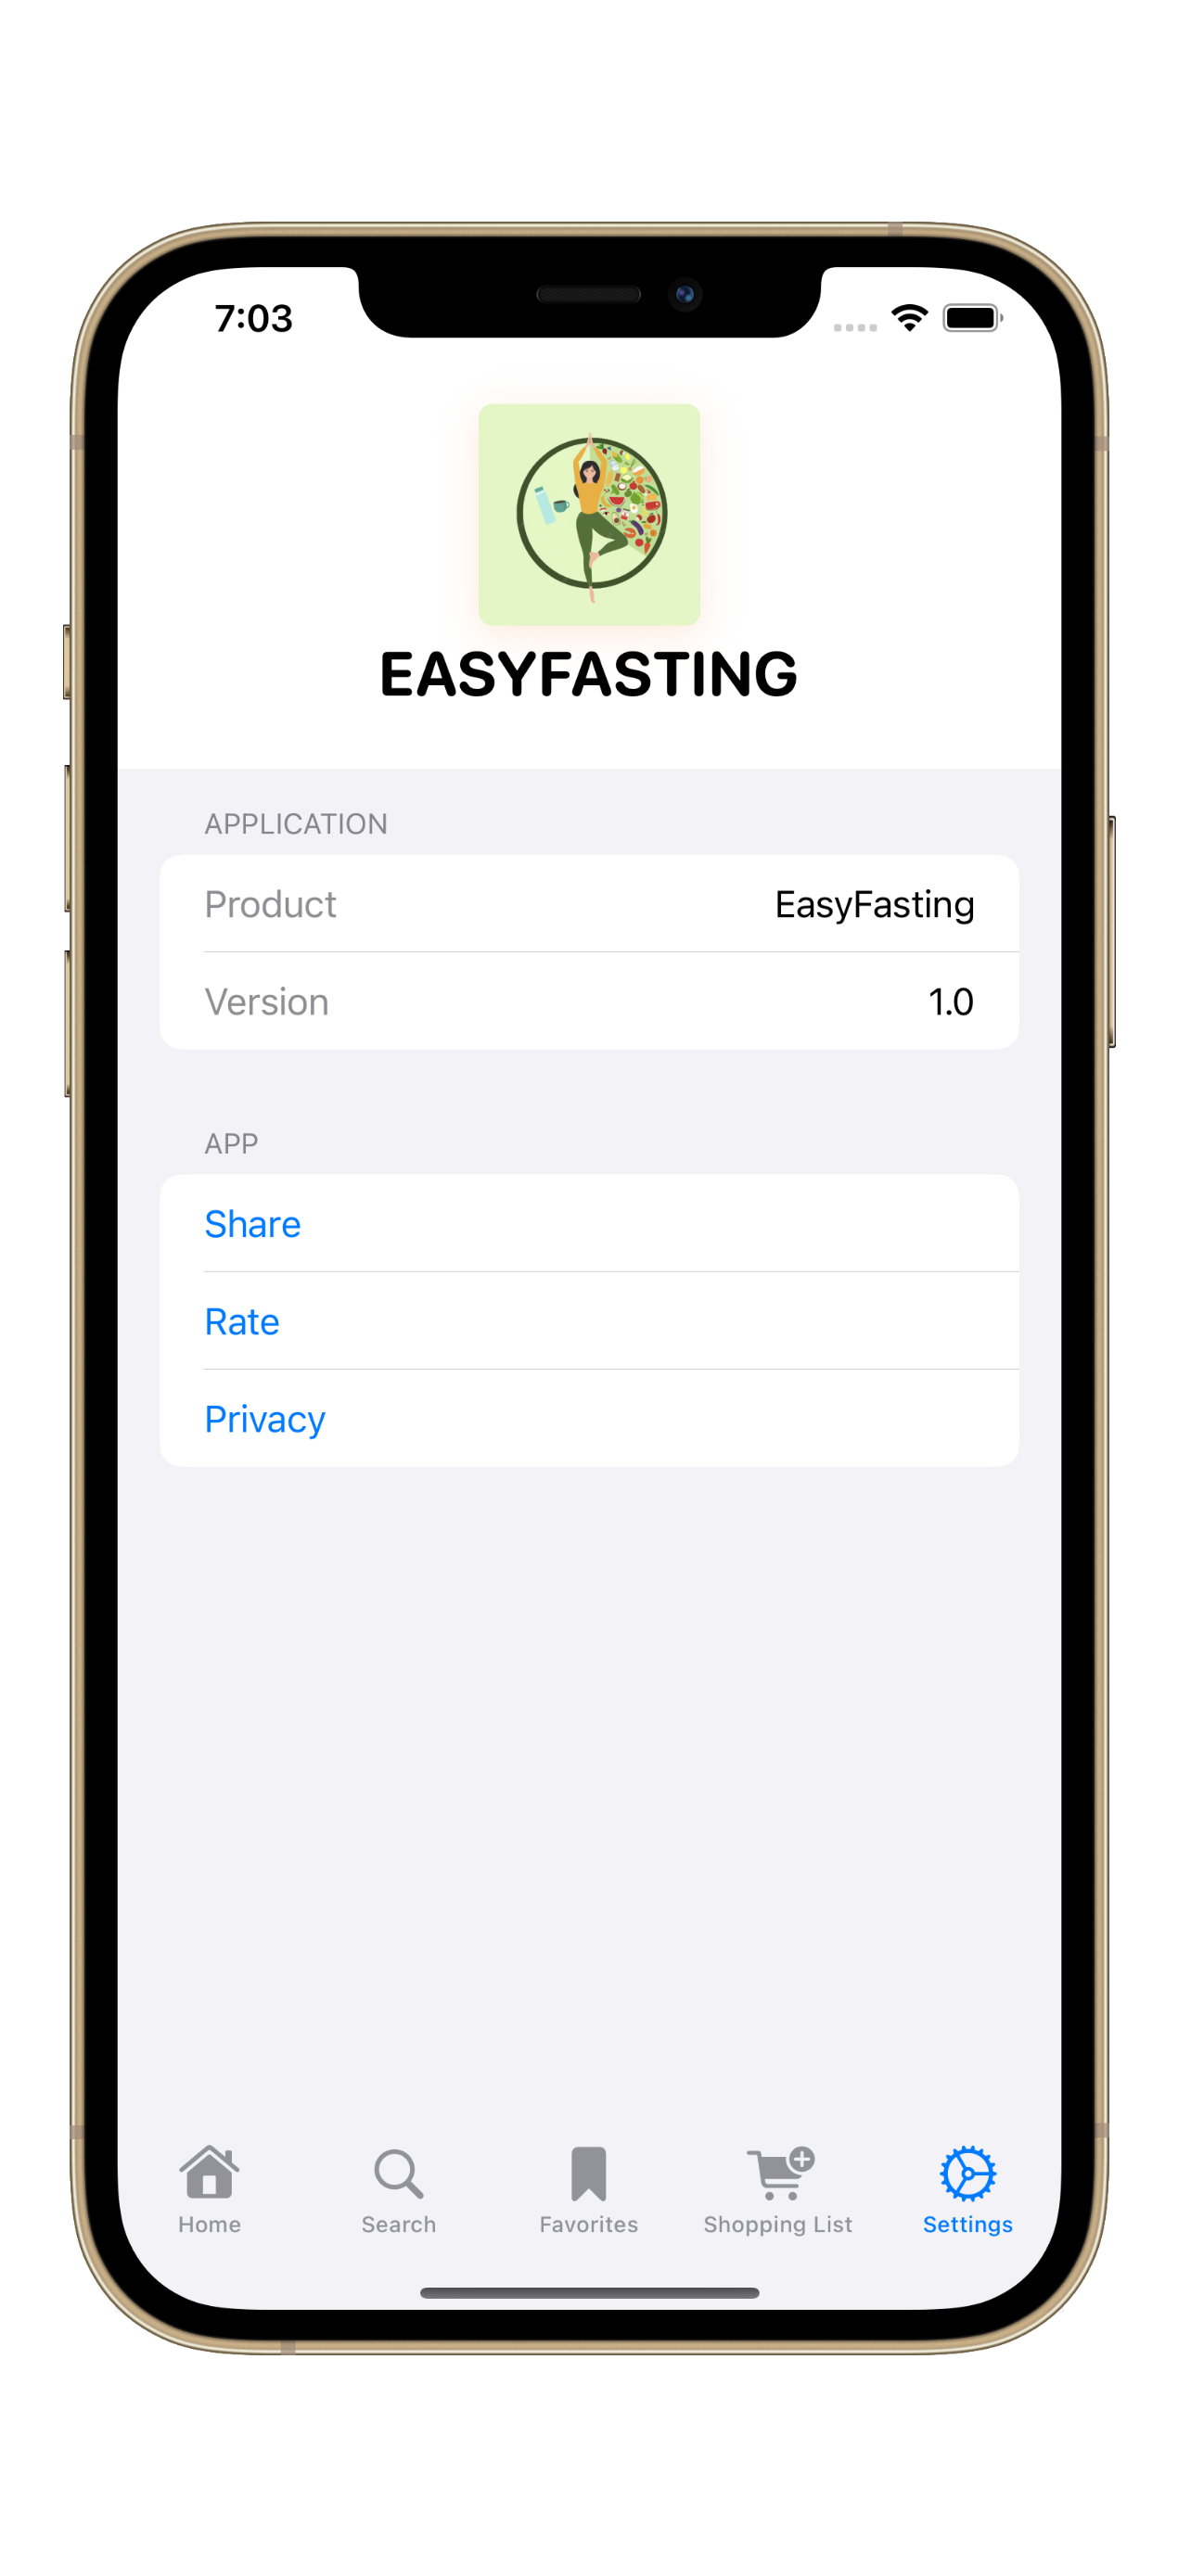 7:03
EASYFASTING
APPLICATION
Product EasyFasting
Version 1.0
APP
Share
Rate
Privacy
Home Search Favorites Shopping List Settings